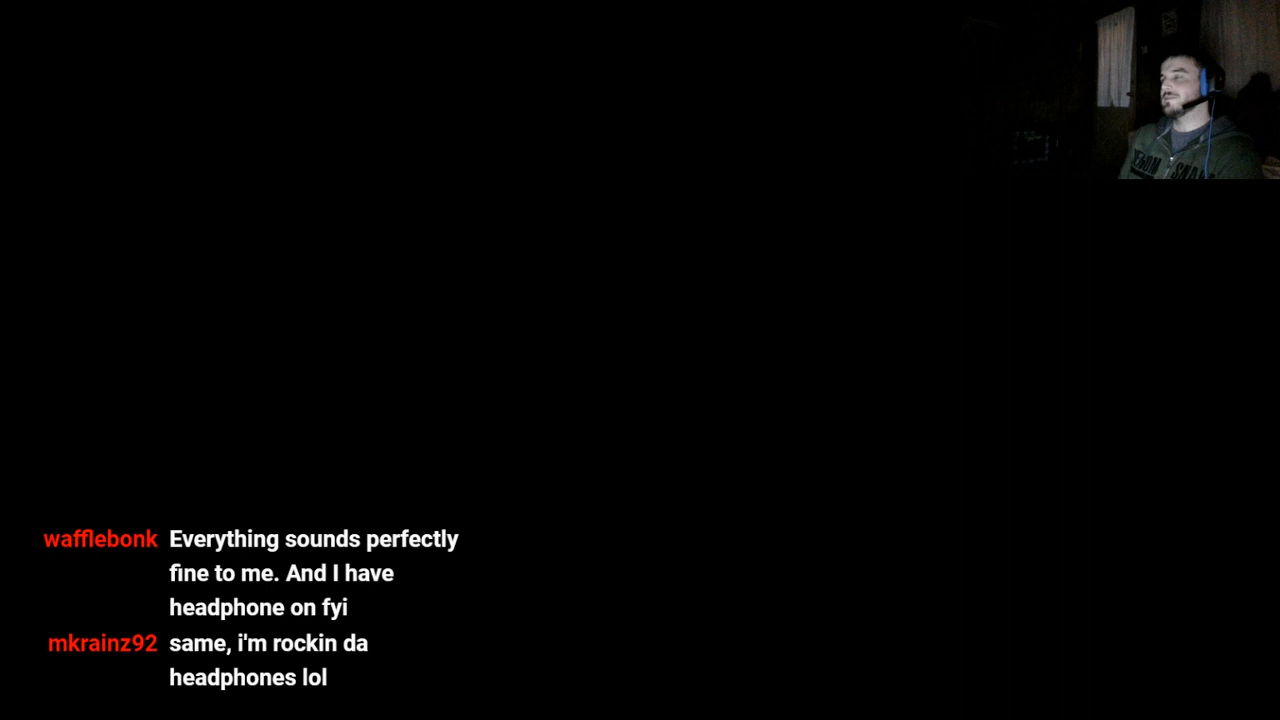 wafflebonk Everything sounds perfectly
fine to me. And I have
headphone on fyi
mkrainz92 same, i'm rockin da
headphones lol